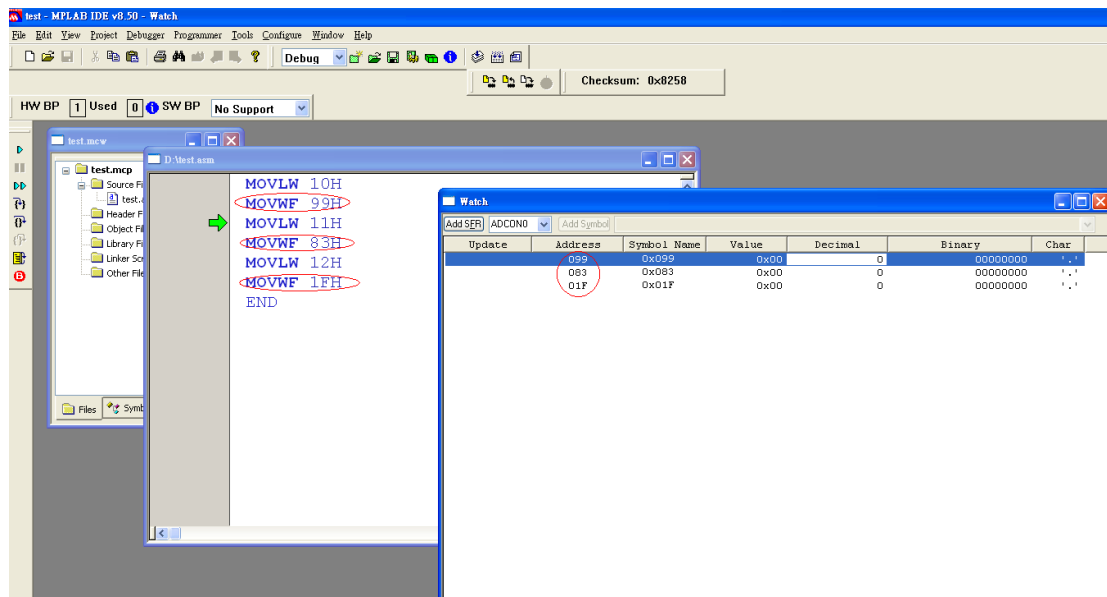 test - MPLAB IDE v8.50 - Watch
File Edit View Project Debugger Programmer Tools Configure Window Help
Debug
Checksum: 0x8258
HW BP 1 Used 0 SW BP No Support
test.mcw
D:\test.asm
test.mcp
Source Fi
test.a
Header F
Object Fil
Library Fi
Linker Scr
Other File
Files Symb
MOVLW 10H
MOVWF 99H
MOVLW 11H
MOVWF 83H
MOVLW 12H
MOVWF 1FH
END
Watch
Add SFR ADCON0 Add Symbol
Update Address Symbol Name Value Decimal Binary Char
099 0x099 0x00 0 00000000 '.'
083 0x083 0x00 0 00000000 '.'
01F 0x01F 0x00 0 00000000 '.'